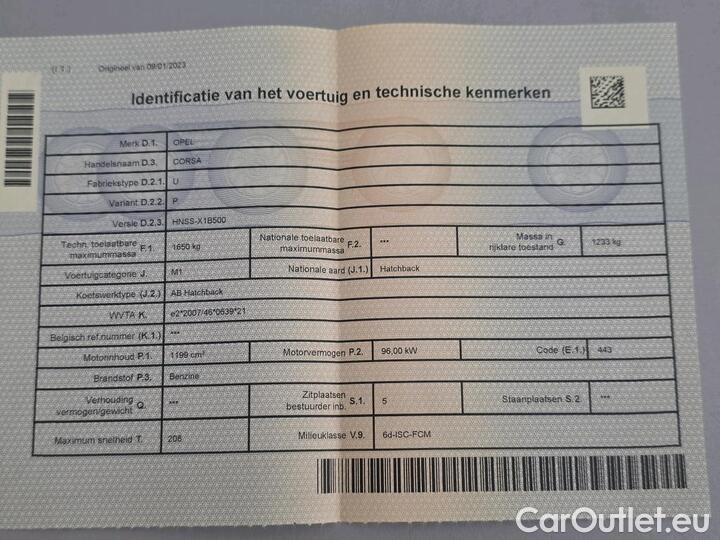 (I.T.) Origineel van 09/01/2023
Identificatie van het voertuig en technische kenmerken
Merk D.1. OPEL
Handelsnaam D.3. CORSA
Fabriekstype D.2.1. U
Variant D.2.2. P
Versie D.2.3. HNSS-X1B500
Techn. toelaatbare maximummassa F.1. 1650 kg Nationale toelaatbare maximummassa F.2. *** Massa in rijklare toestand G. 1233 kg
Voertuigcategorie J. M1 Nationale aard (J.1.) Hatchback
Koetswerktype (J.2.) AB Hatchback
WVTA K. e2*2007/46*0639*21
Belgisch ref.nummer (K.1.) ***
Motorinhoud P.1. 1199 cm³ Motorvermogen P.2. 96,00 kW Code (E.1.) 443
Brandstof P.3. Benzine
Verhouding vermogen/gewicht Q. *** Zitplaatsen bestuurder inb. S.1. 5 Staanplaatsen S.2. ***
Maximum snelheid T. 208 Milieuklasse V.9. 6d-ISC-FCM
CarOutlet.eu